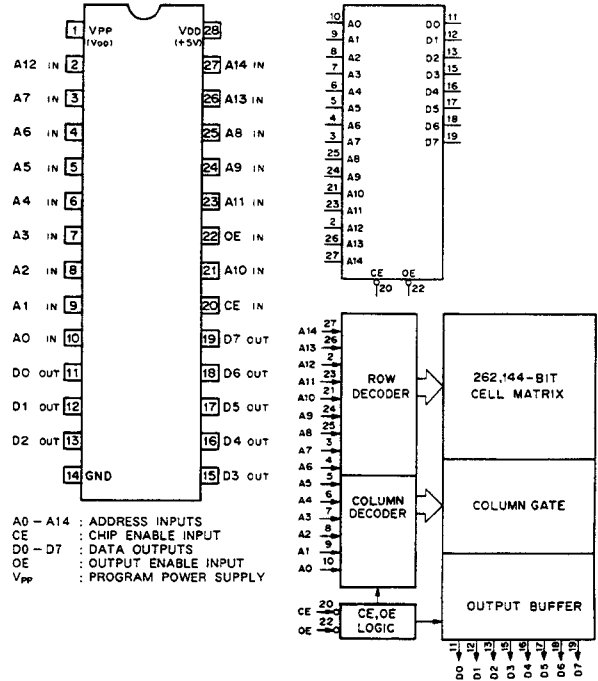 1 VPP VDD 28
(VDD) (+5V)
A12 IN 2 27 A14 IN
A7 IN 3 26 A13 IN
A6 IN 4 25 A8 IN
A5 IN 5 24 A9 IN
A4 IN 6 23 A11 IN
A3 IN 7 22 OE IN
A2 IN 8 21 A10 IN
A1 IN 9 20 CE IN
A0 IN 10 19 D7 OUT
D0 OUT 11 18 D6 OUT
D1 OUT 12 17 D5 OUT
D2 OUT 13 16 D4 OUT
14 GND 15 D3 OUT
A0 - A14 : ADDRESS INPUTS
CE : CHIP ENABLE INPUT
D0 - D7 : DATA OUTPUTS
OE : OUTPUT ENABLE INPUT
VPP : PROGRAM POWER SUPPLY
10 A0 D0 11
9 A1 D1 12
8 A2 D2 13
7 A3 D3 15
6 A4 D4 16
5 A5 D5 17
4 A6 D6 18
3 A7 D7 19
25 A8
24 A9
21 A10
23 A11
2 A12
26 A13
27 A14
CE OE
20 22
A14 27
A13 26
A12 2
A11 23
A10 21
A9 24
A8 25
A7 3
A6 4
A5 5
A4 6
A3 7
A2 8
A1 9
A0 10
ROW
DECODER
262,144-BIT
CELL MATRIX
COLUMN
DECODER
COLUMN GATE
CE 20
OE 22
CE,OE
LOGIC
OUTPUT BUFFER
11 12 13 15 16 17 18 19
D0 D1 D2 D3 D4 D5 D6 D7